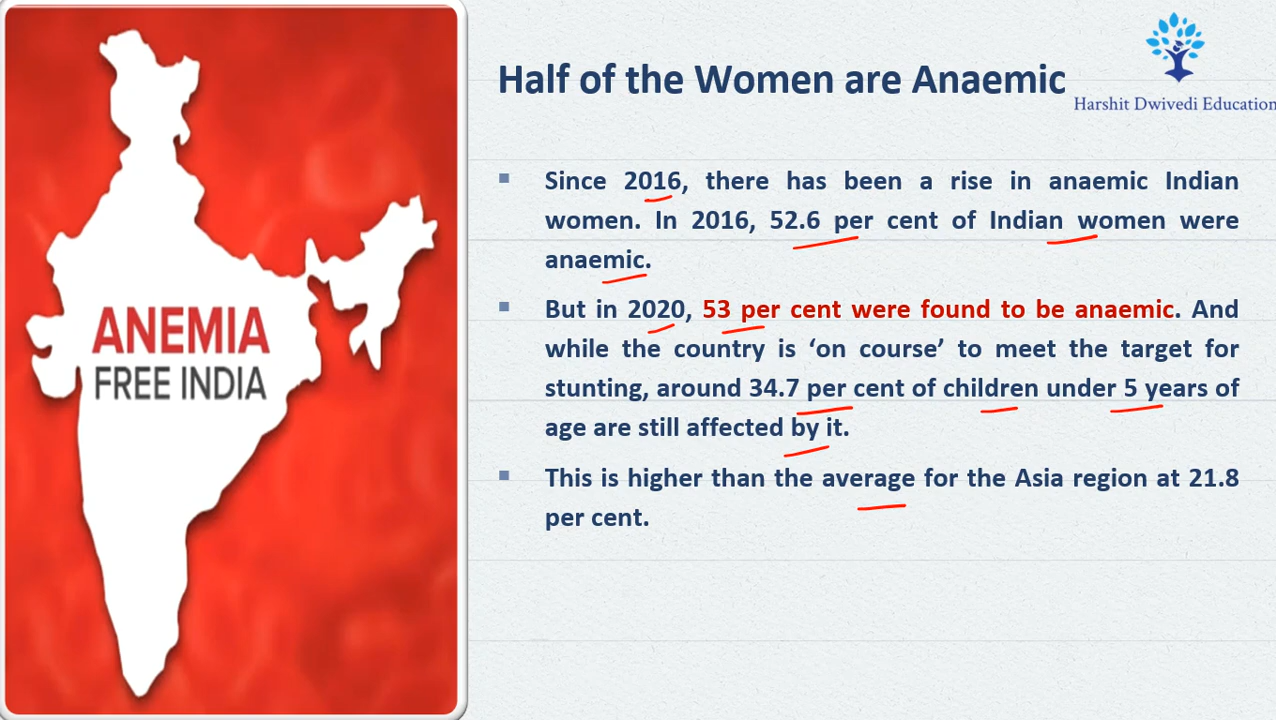 ANEMIA
FREE INDIA
Half of the Women are Anaemic
Harshit Dwivedi Education
▪ Since 2016, there has been a rise in anaemic Indian
women. In 2016, 52.6 per cent of Indian women were
anaemic.
▪ But in 2020, 53 per cent were found to be anaemic. And
while the country is ‘on course’ to meet the target for
stunting, around 34.7 per cent of children under 5 years of
age are still affected by it.
▪ This is higher than the average for the Asia region at 21.8
per cent.